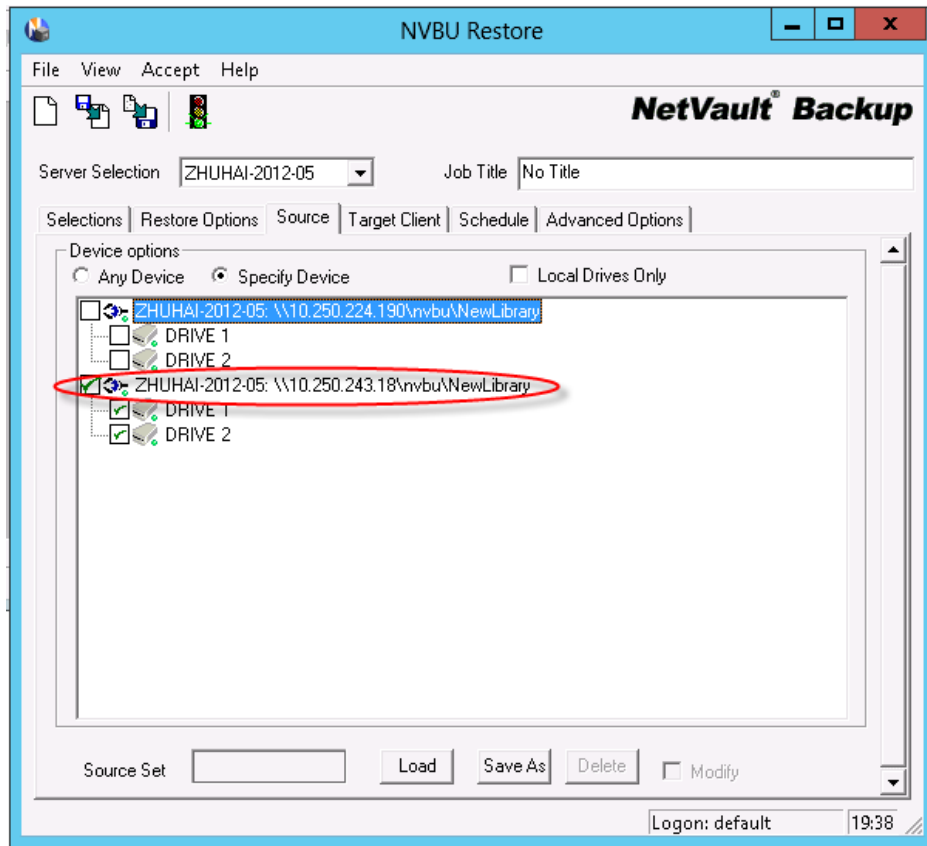 NVBU Restore
File View Accept Help
NetVault® Backup
Server Selection ZHUHAI-2012-05 Job Title No Title
Selections Restore Options Source Target Client Schedule Advanced Options
Device options
Any Device Specify Device Local Drives Only
ZHUHAI-2012-05: \\10.250.224.190\nvbu\NewLibrary
DRIVE 1
DRIVE 2
ZHUHAI-2012-05: \\10.250.243.18\nvbu\NewLibrary
DRIVE 1
DRIVE 2
Source Set Load Save As Delete Modify
Logon: default 19:38